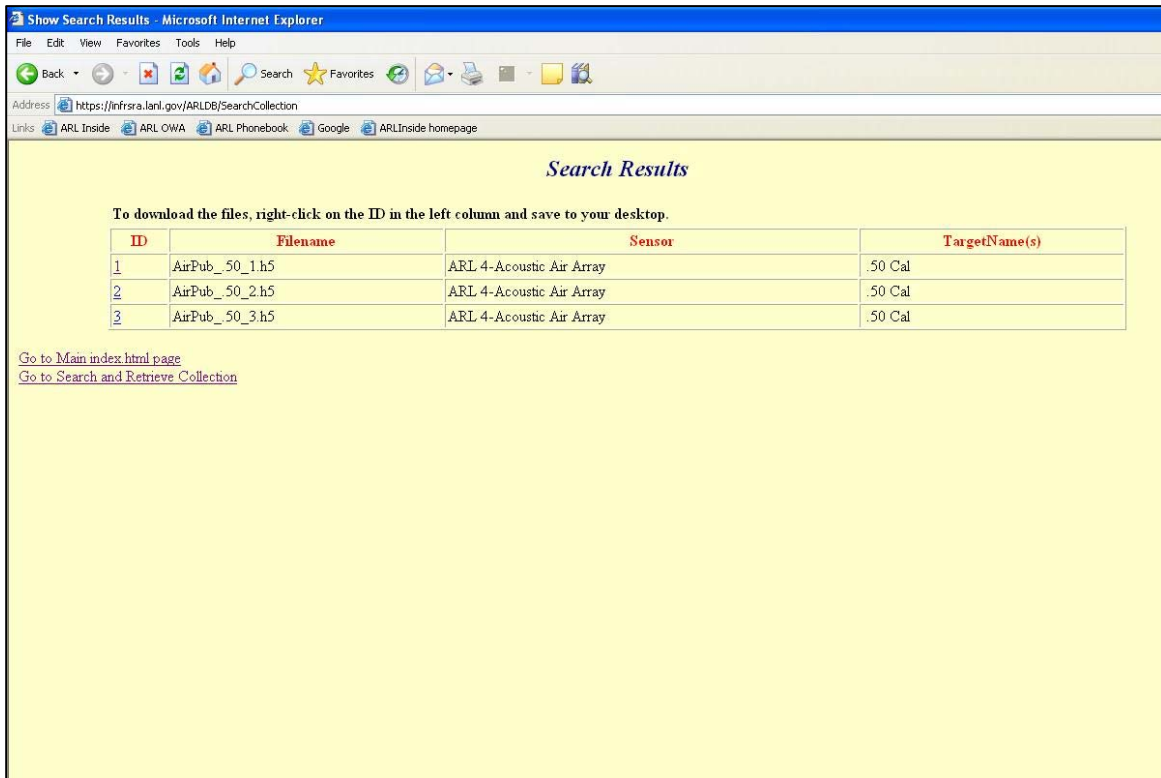 Show Search Results - Microsoft Internet Explorer
File Edit View Favorites Tools Help
Back Search Favorites
Address https://infrsra.lanl.gov/ARLDB/SearchCollection
Links ARL Inside ARL OWA ARL Phonebook Google ARLInside homepage
Search Results
To download the files, right-click on the ID in the left column and save to your desktop.
ID Filename Sensor TargetName(s)
1 AirPub_.50_1.h5 ARL 4-Acoustic Air Array .50 Cal
2 AirPub_.50_2.h5 ARL 4-Acoustic Air Array .50 Cal
3 AirPub_.50_3.h5 ARL 4-Acoustic Air Array .50 Cal
Go to Main index.html page
Go to Search and Retrieve Collection